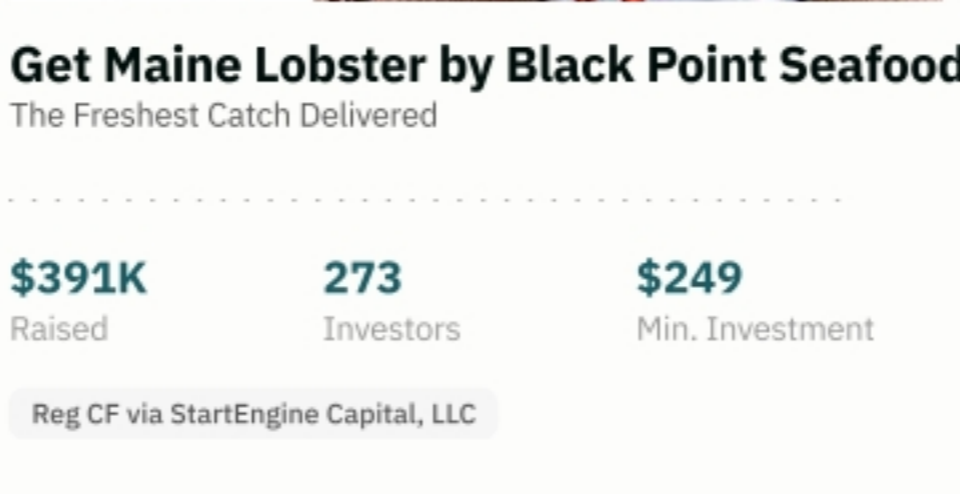 Get Maine Lobster by Black Point Seafood
The Freshest Catch Delivered
$391K 273 $249
Raised Investors Min. Investment
Reg CF via StartEngine Capital, LLC